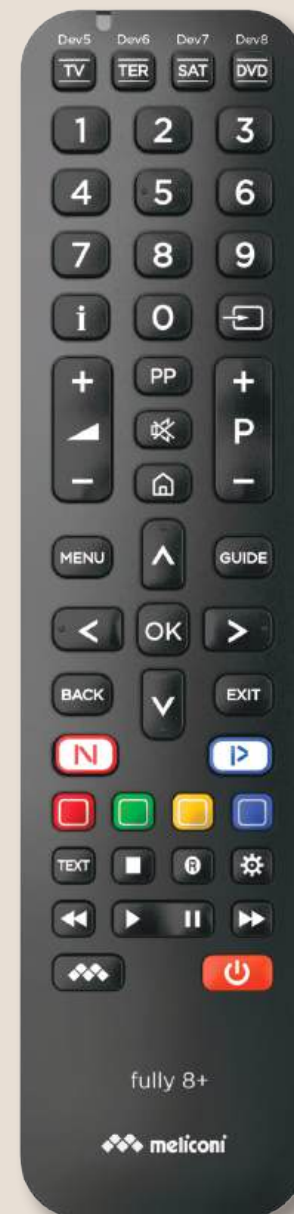 Dev5 Dev6 Dev7 Dev8
TV TER SAT DVD
1 2 3
4 5 6
7 8 9
i 0
+ PP +
P
- -
MENU GUIDE
< OK >
BACK EXIT
N
TEXT R
fully 8+
meliconi